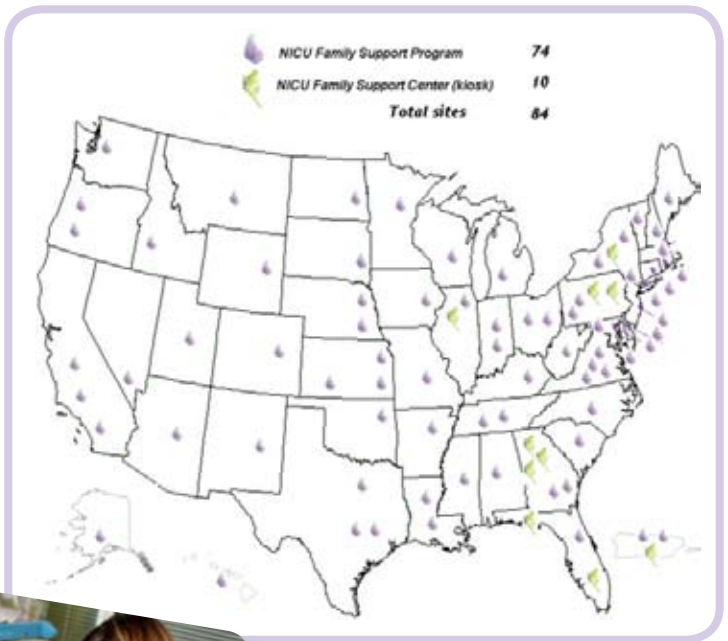 NICU Family Support Program 74
NICU Family Support Center (kiosk) 10
Total sites 84